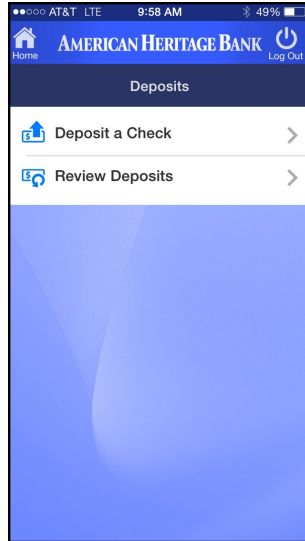 AT&T LTE 9:58 AM 49%
AMERICAN HERITAGE BANK
Home Log Out
Deposits
$ Deposit a Check
$ Review Deposits